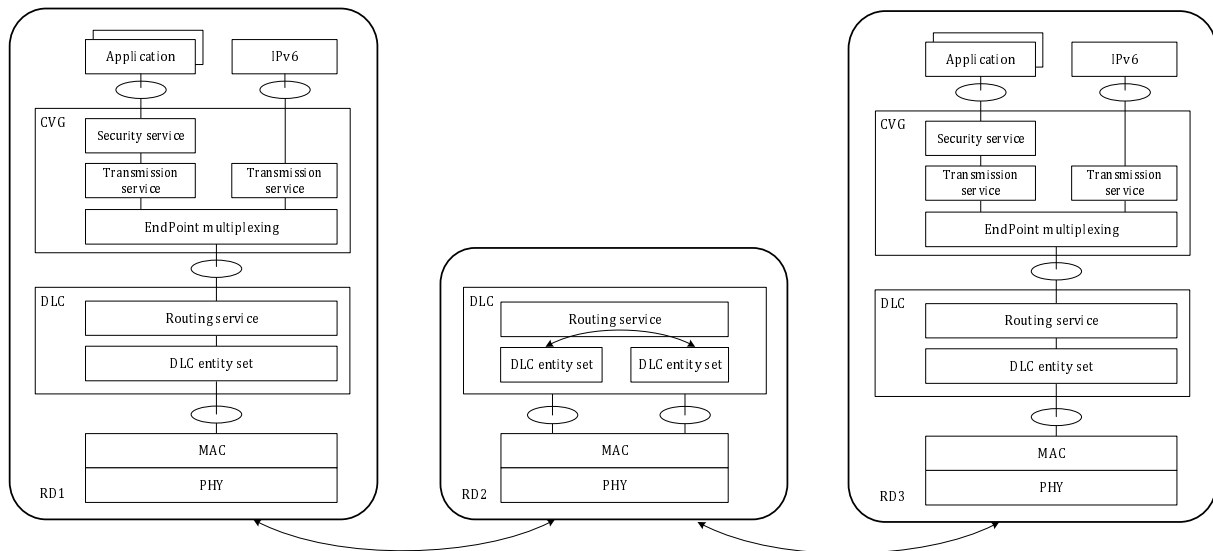 Application
IPv6
CVG
Security service
Transmission
service
Transmission
service
EndPoint multiplexing
DLC
Routing service
DLC entity set
MAC
PHY
RD1
DLC
Routing service
DLC entity set
DLC entity set
MAC
PHY
RD2
Application
IPv6
CVG
Security service
Transmission
service
Transmission
service
EndPoint multiplexing
DLC
Routing service
DLC entity set
MAC
PHY
RD3